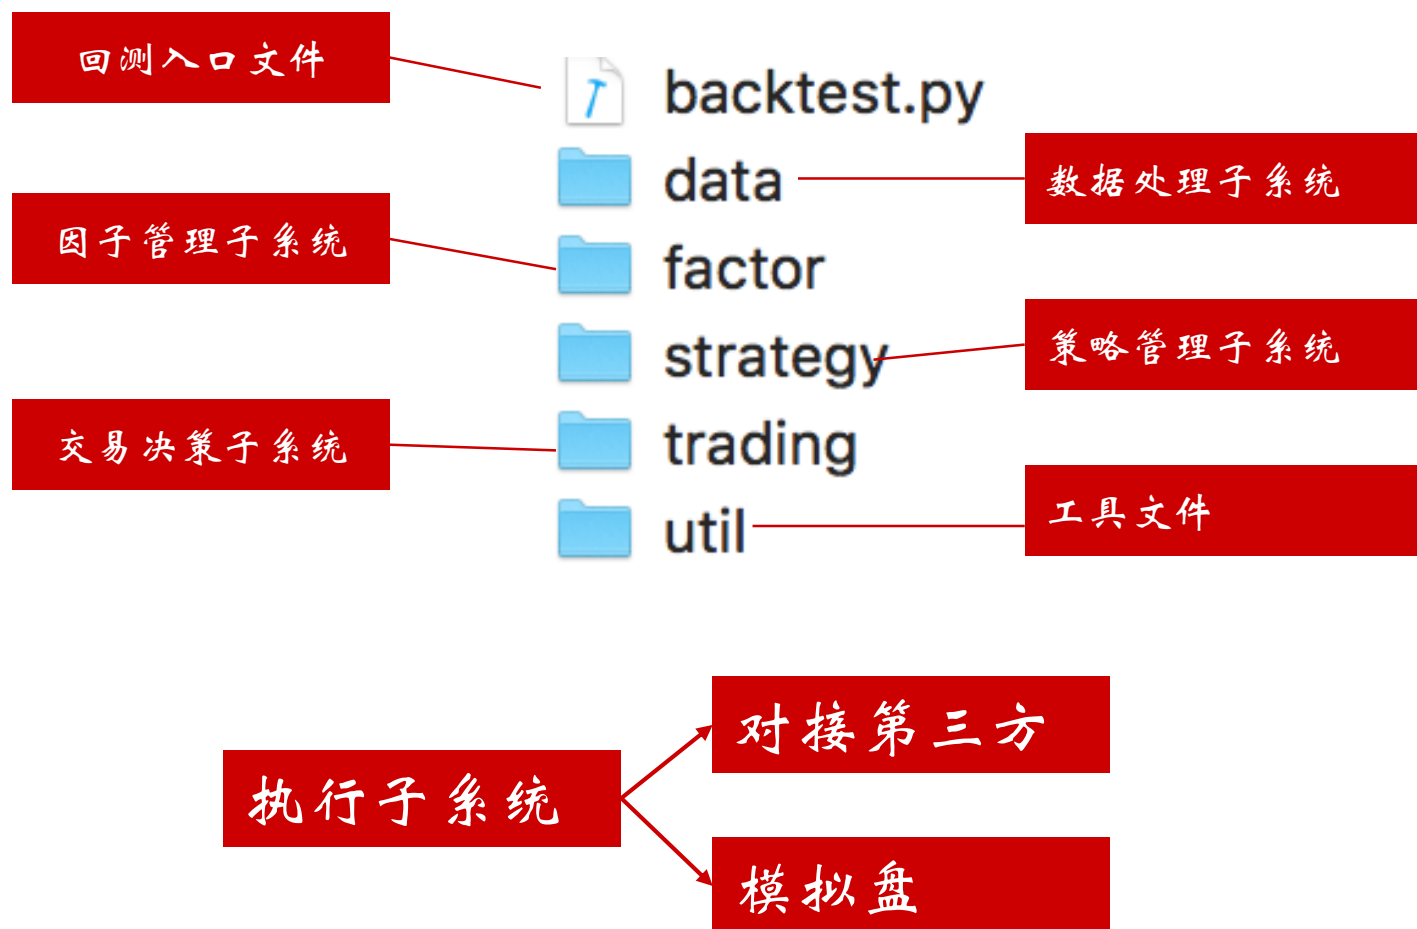 回测入口文件
backtest.py
data
数据处理子系统
因子管理子系统
factor
strategy
策略管理子系统
交易决策子系统
trading
util
工具文件
对接第三方
执行子系统
模拟盘